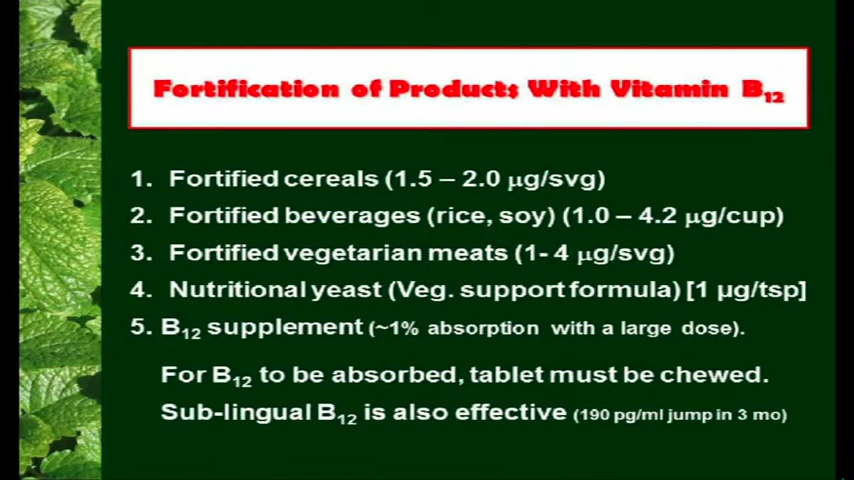 Fortification of Products With Vitamin B12
1. Fortified cereals (1.5 – 2.0 μg/svg)
2. Fortified beverages (rice, soy) (1.0 – 4.2 μg/cup)
3. Fortified vegetarian meats (1- 4 μg/svg)
4. Nutritional yeast (Veg. support formula) [1 µg/tsp]
5. B12 supplement (~1% absorption with a large dose).
For B12 to be absorbed, tablet must be chewed.
Sub-lingual B12 is also effective (190 pg/ml jump in 3 mo)